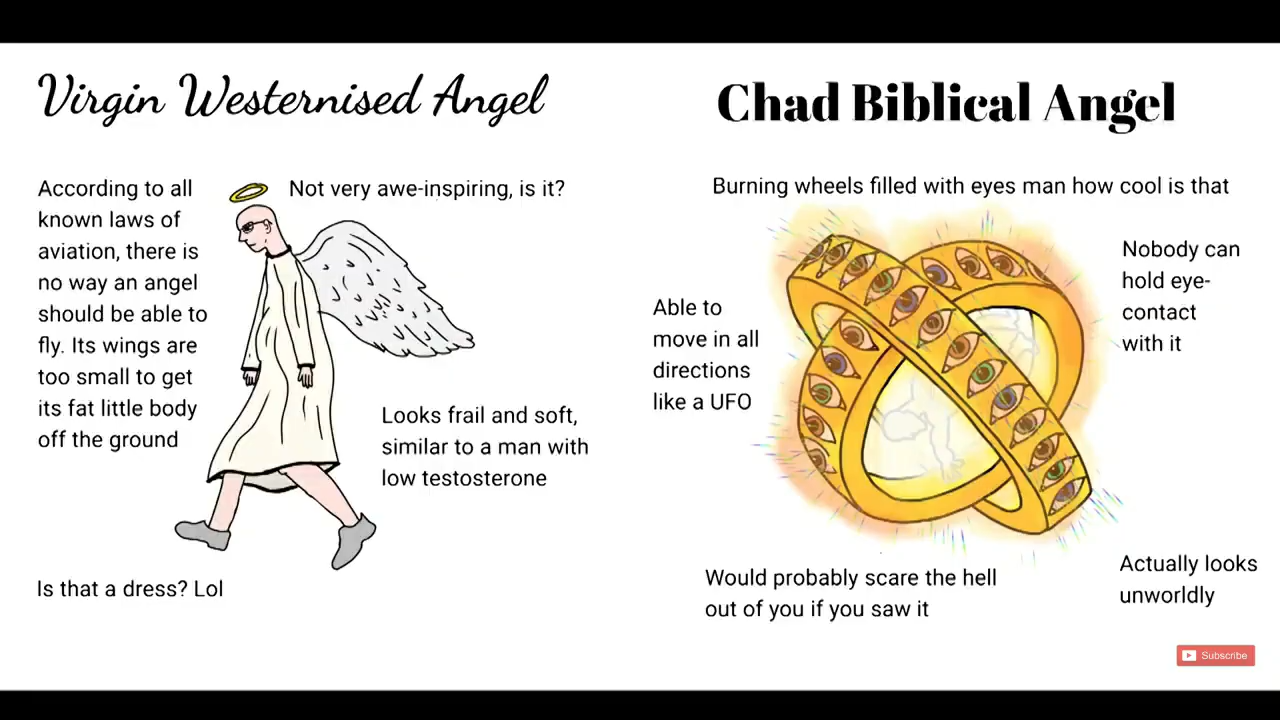 Virgin Westernised Angel
According to all
known laws of
aviation, there is
no way an angel
should be able to
fly. Its wings are
too small to get
its fat little body
off the ground
Not very awe-inspiring, is it?
Looks frail and soft,
similar to a man with
low testosterone
Is that a dress? Lol
Chad Biblical Angel
Burning wheels filled with eyes man how cool is that
Able to
move in all
directions
like a UFO
Nobody can
hold eye-
contact
with it
Would probably scare the hell
out of you if you saw it
Actually looks
unworldly
Subscribe